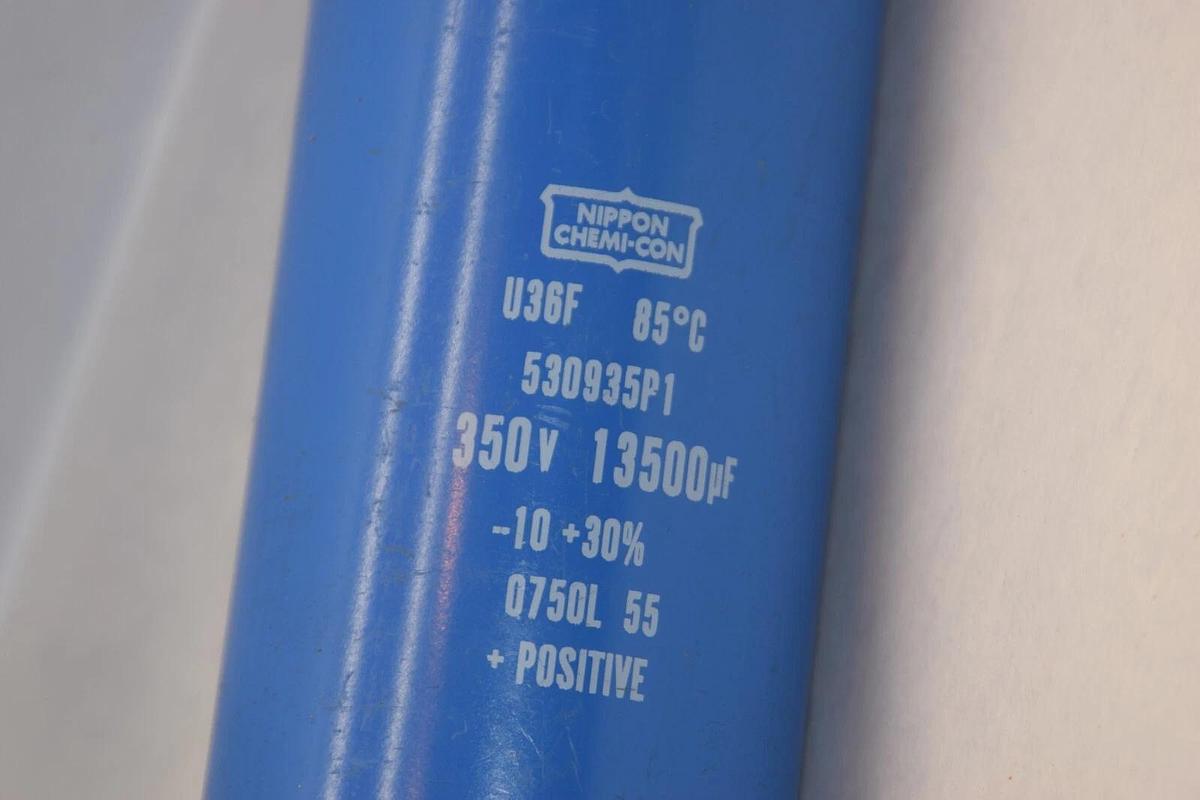 NIPPON
CHEMI-CON
U36F 85°C
530935P1
350V 13500µF
-10 +30%
Q750L 55
+ POSITIVE